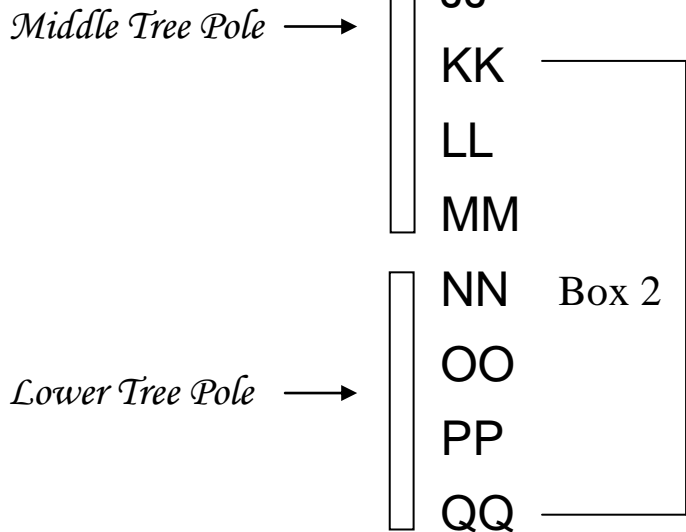 Middle Tree Pole
KK
LL
MM
NN Box 2
OO
Lower Tree Pole
PP
QQ